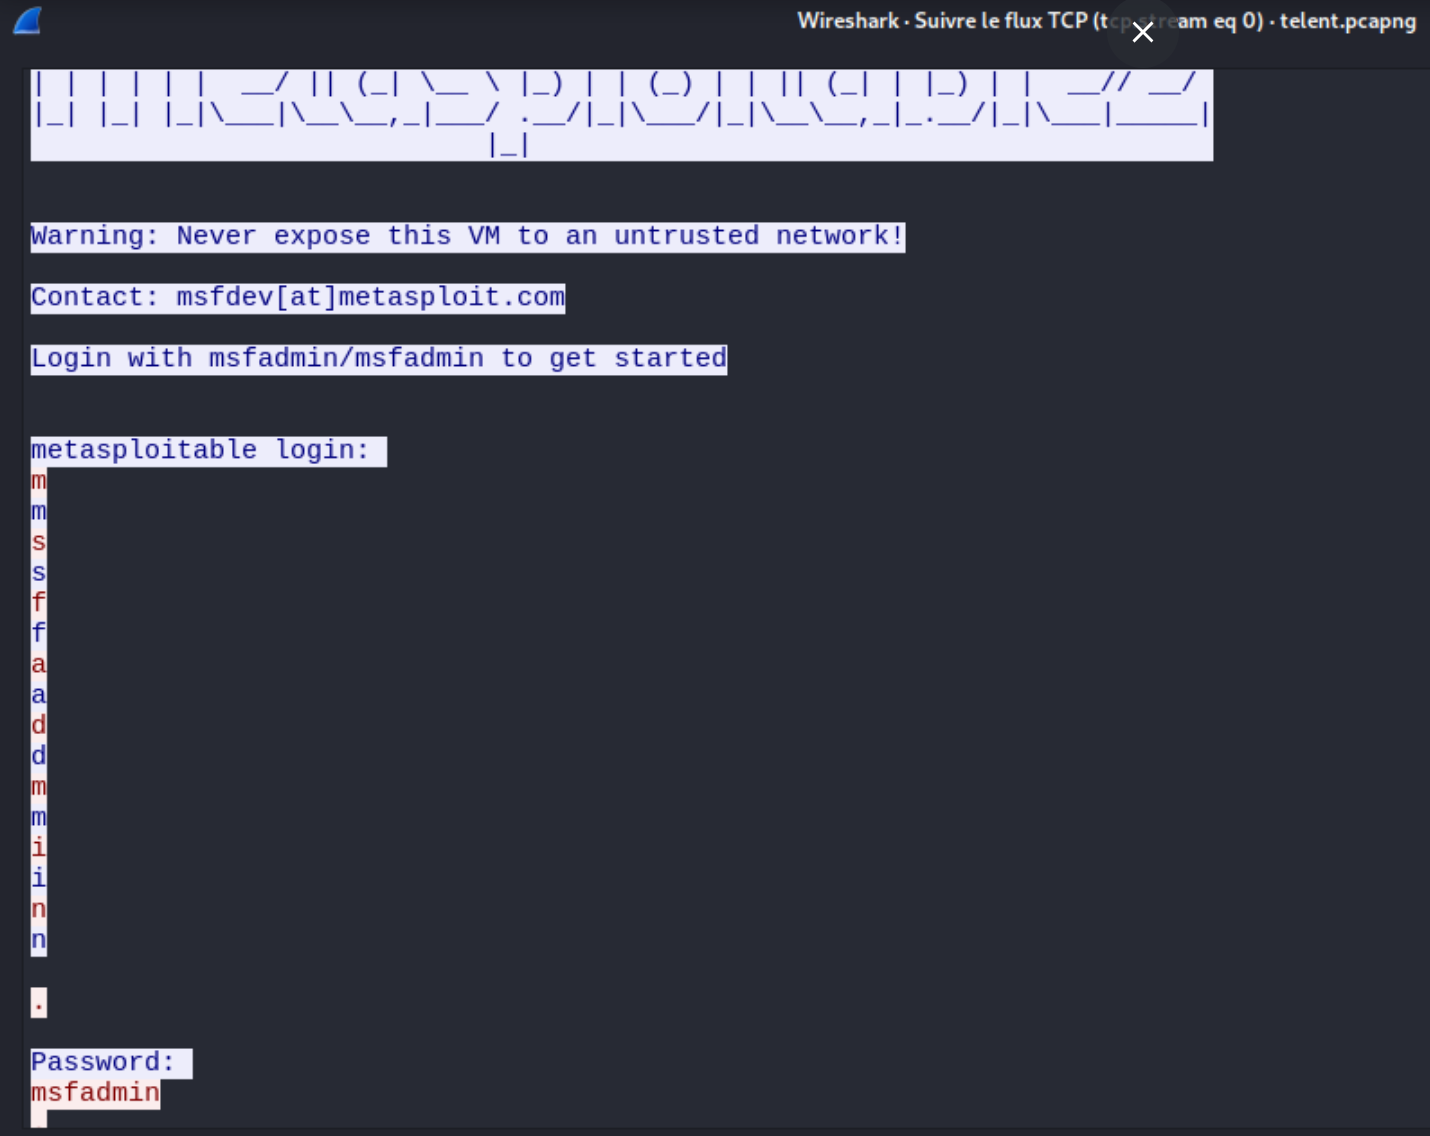 Wireshark · Suivre le flux TCP (tcp.stream eq 0) · telent.pcapng
| | | | | |  __/ || (_| \__ \ |_) | | (_) | | || (_| | |_) | |  __// __/
|_| |_| |_|\___|\__\__,_|___/ .__/|_|\___/|_|\__\__,_|_.__/|_|\___|_____|
                            |_|
Warning: Never expose this VM to an untrusted network!
Contact: msfdev[at]metasploit.com
Login with msfadmin/msfadmin to get started
metasploitable login:
m
m
s
s
f
f
a
a
d
d
m
m
i
i
n
n
.
Password:
msfadmin